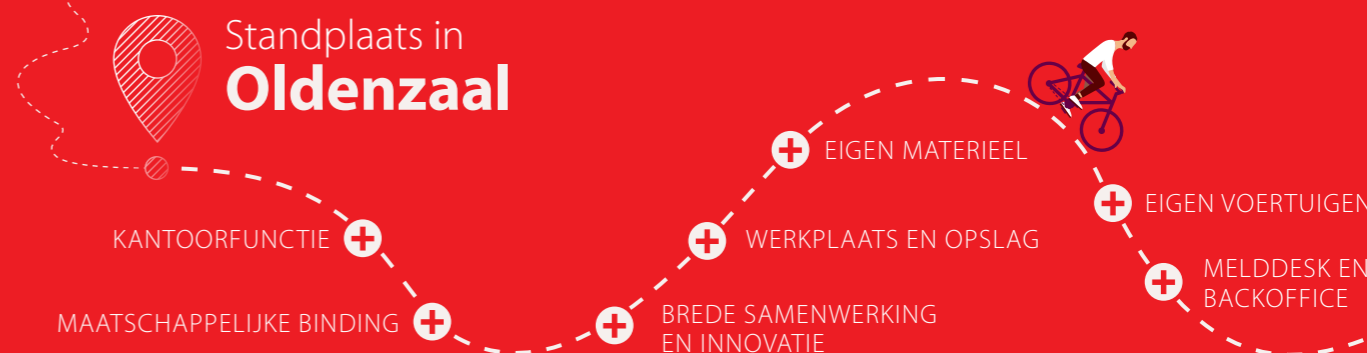 Standplaats in
Oldenzaal
KANTOORFUNCTIE
MAATSCHAPPELIJKE BINDING
BREDE SAMENWERKING
EN INNOVATIE
WERKPLAATS EN OPSLAG
EIGEN MATERIEEL
EIGEN VOERTUIGEN
MELDDESK EN
BACKOFFICE